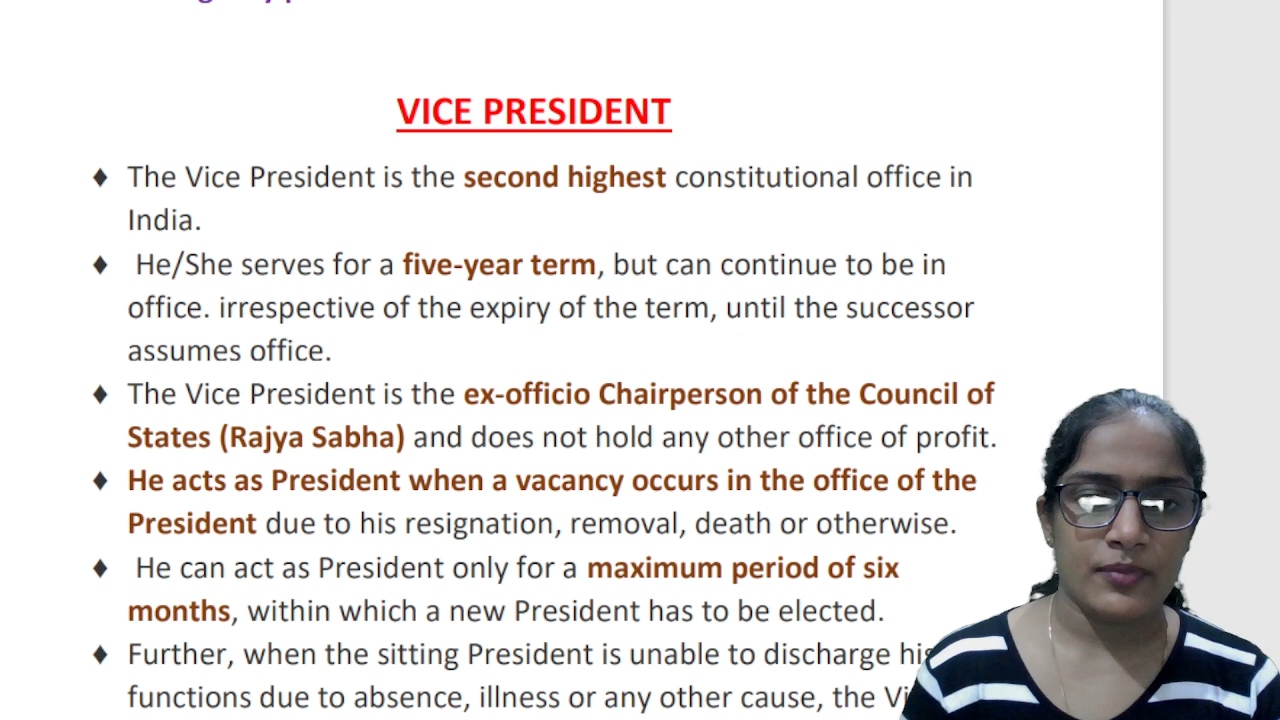 VICE PRESIDENT
♦ The Vice President is the second highest constitutional office in
India.
♦ He/She serves for a five-year term, but can continue to be in
office. irrespective of the expiry of the term, until the successor
assumes office.
♦ The Vice President is the ex-officio Chairperson of the Council of
States (Rajya Sabha) and does not hold any other office of profit.
♦ He acts as President when a vacancy occurs in the office of the
President due to his resignation, removal, death or otherwise.
♦ He can act as President only for a maximum period of six
months, within which a new President has to be elected.
♦ Further, when the sitting President is unable to discharge his
functions due to absence, illness or any other cause, the